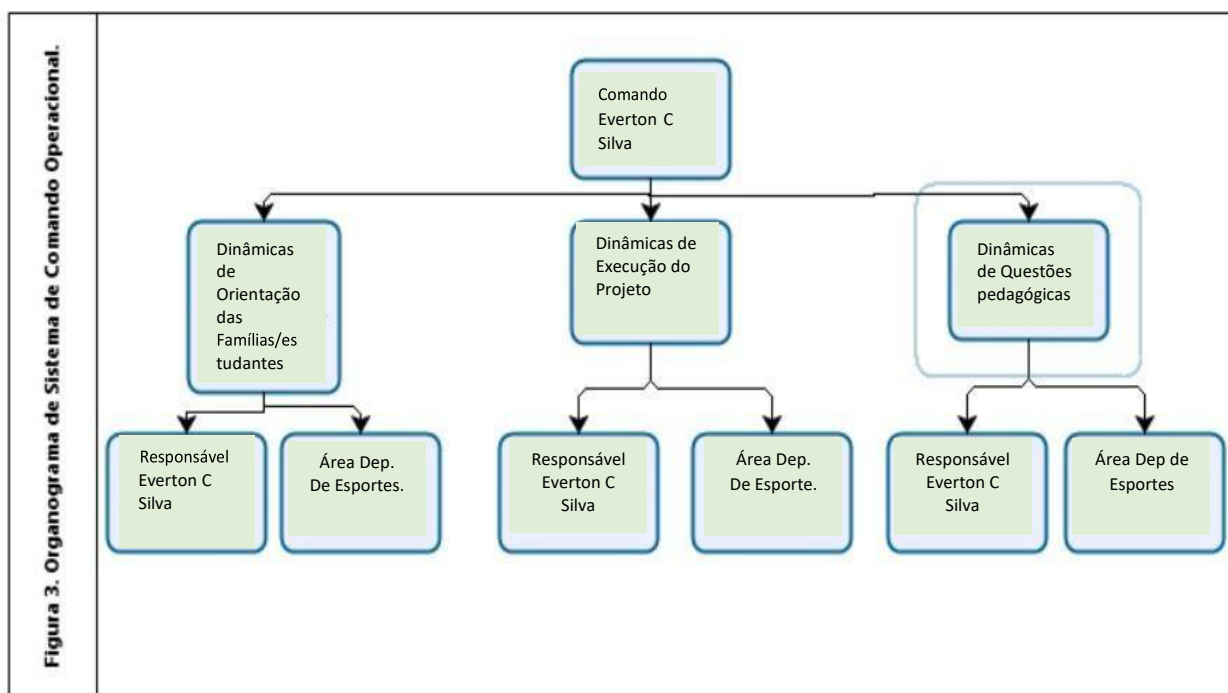 Figura 3. Organograma de Sistema de Comando Operacional.
Comando
Everton C
Silva
Dinâmicas
de
Orientação
das
Famílias/es
tudantes
Dinâmicas de
Execução do
Projeto
Dinâmicas
de Questões
pedagógicas
Responsável
Everton C
Silva
Área Dep.
De Esportes.
Responsável
Everton C
Silva
Área Dep.
De Esporte.
Responsável
Everton C
Silva
Área Dep de
Esportes